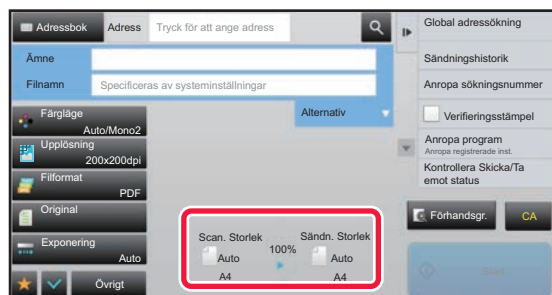 Adressbok
Adress
Tryck för att ange adress
Ämne
Filnamn
Specificeras av systeminställningar
Alternativ
Färgläge
Auto/Mono2
Upplösning
200x200dpi
Filformat
PDF
Original
Exponering
Auto
Övrigt
Scan. Storlek
100%
Sändn. Storlek
Auto
A4
Auto
A4
Global adressökning
Sändningshistorik
Anropa sökningsnummer
Verifieringsstämpel
Anropa program
Anropa registrerade inst.
Kontrollera Skicka/Ta
emot status
Förhandsgr.
CA
Start